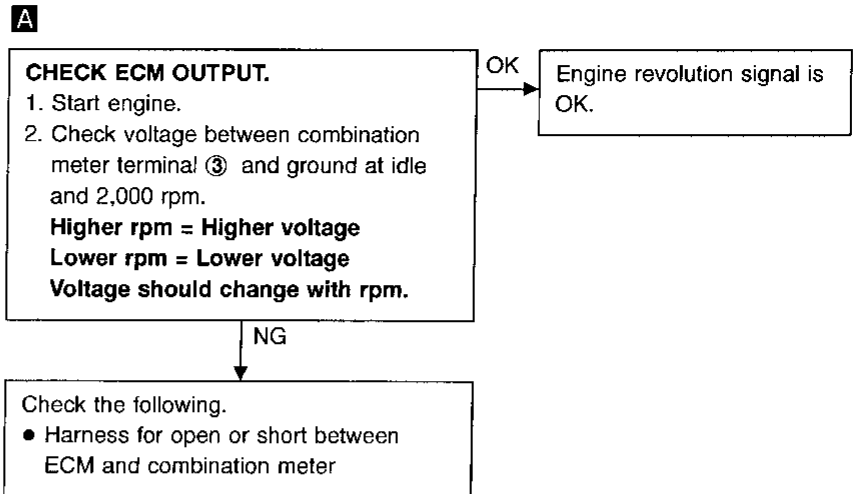 A
CHECK ECM OUTPUT.
1. Start engine.
2. Check voltage between combination
meter terminal ③ and ground at idle
and 2,000 rpm.
Higher rpm = Higher voltage
Lower rpm = Lower voltage
Voltage should change with rpm.
OK
Engine revolution signal is
OK.
NG
Check the following.
● Harness for open or short between
ECM and combination meter